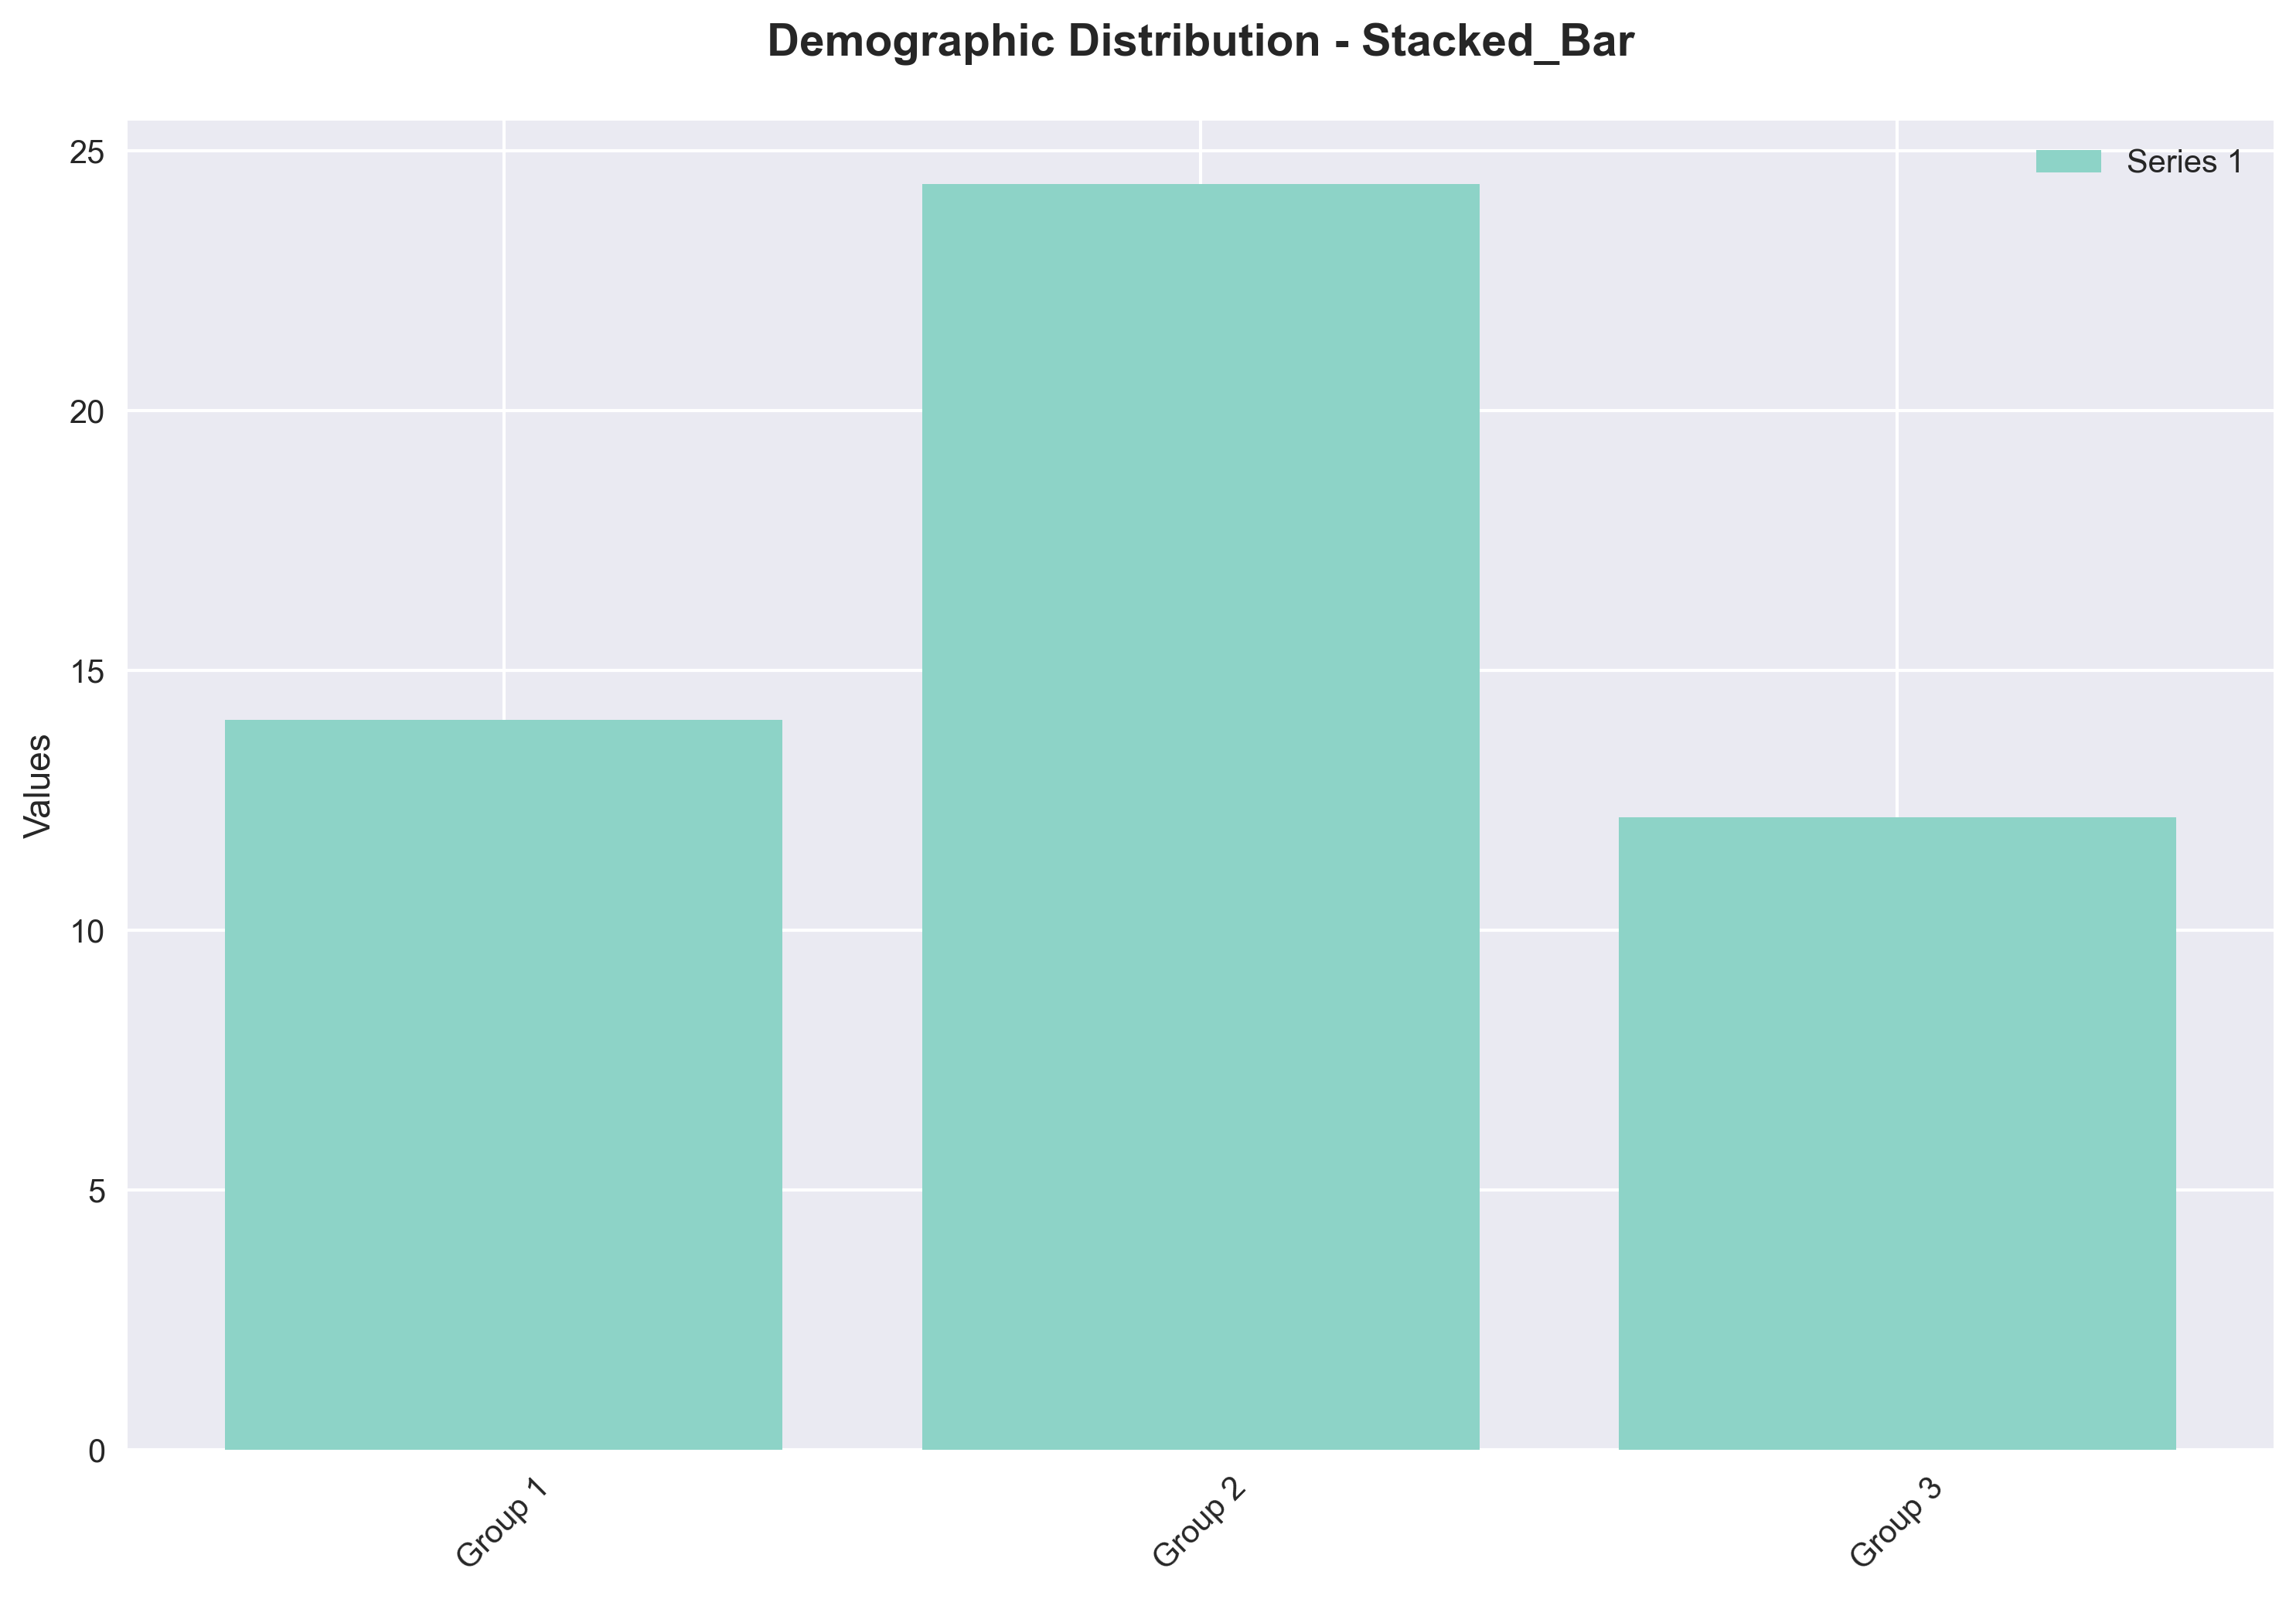 Demographic Distribution - Stacked_Bar
25
Series 1
20
15
Values
10
5
0
Group 1
Group 2
Group 3